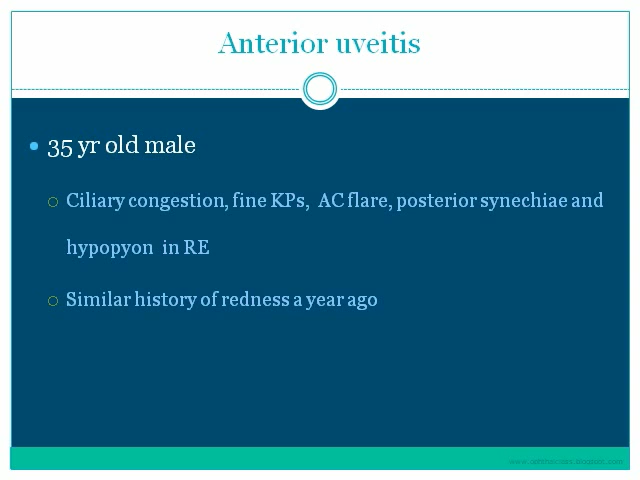 Anterior uveitis
35 yr old male
Ciliary congestion, fine KPs, AC flare, posterior synechiae and
hypopyon in RE
Similar history of redness a year ago